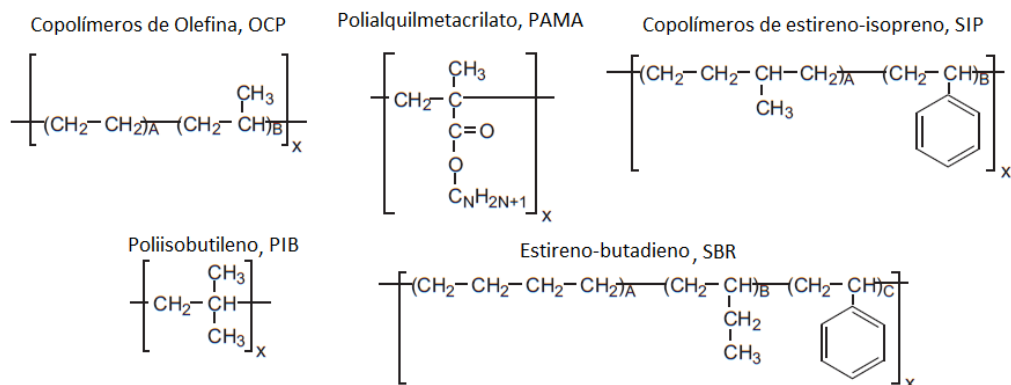 Copolímeros de Olefina, OCP
CH₃
(CH₂─CH₂)A (CH₂─CH)B
x
Polialquilmetacrilato, PAMA
CH₃
CH₂─C
C=O
O
CNH2N+1
x
Copolímeros de estireno-isopreno, SIP
(CH₂─CH₂─CH─CH₂)A (CH₂─CH)B
CH₃
x
Poliisobutileno, PIB
CH₃
CH₂─CH
CH₃
x
Estireno-butadieno, SBR
(CH₂─CH₂─CH₂─CH₂)A (CH₂─CH)B (CH₂─CH)C
CH₂
CH₃
x